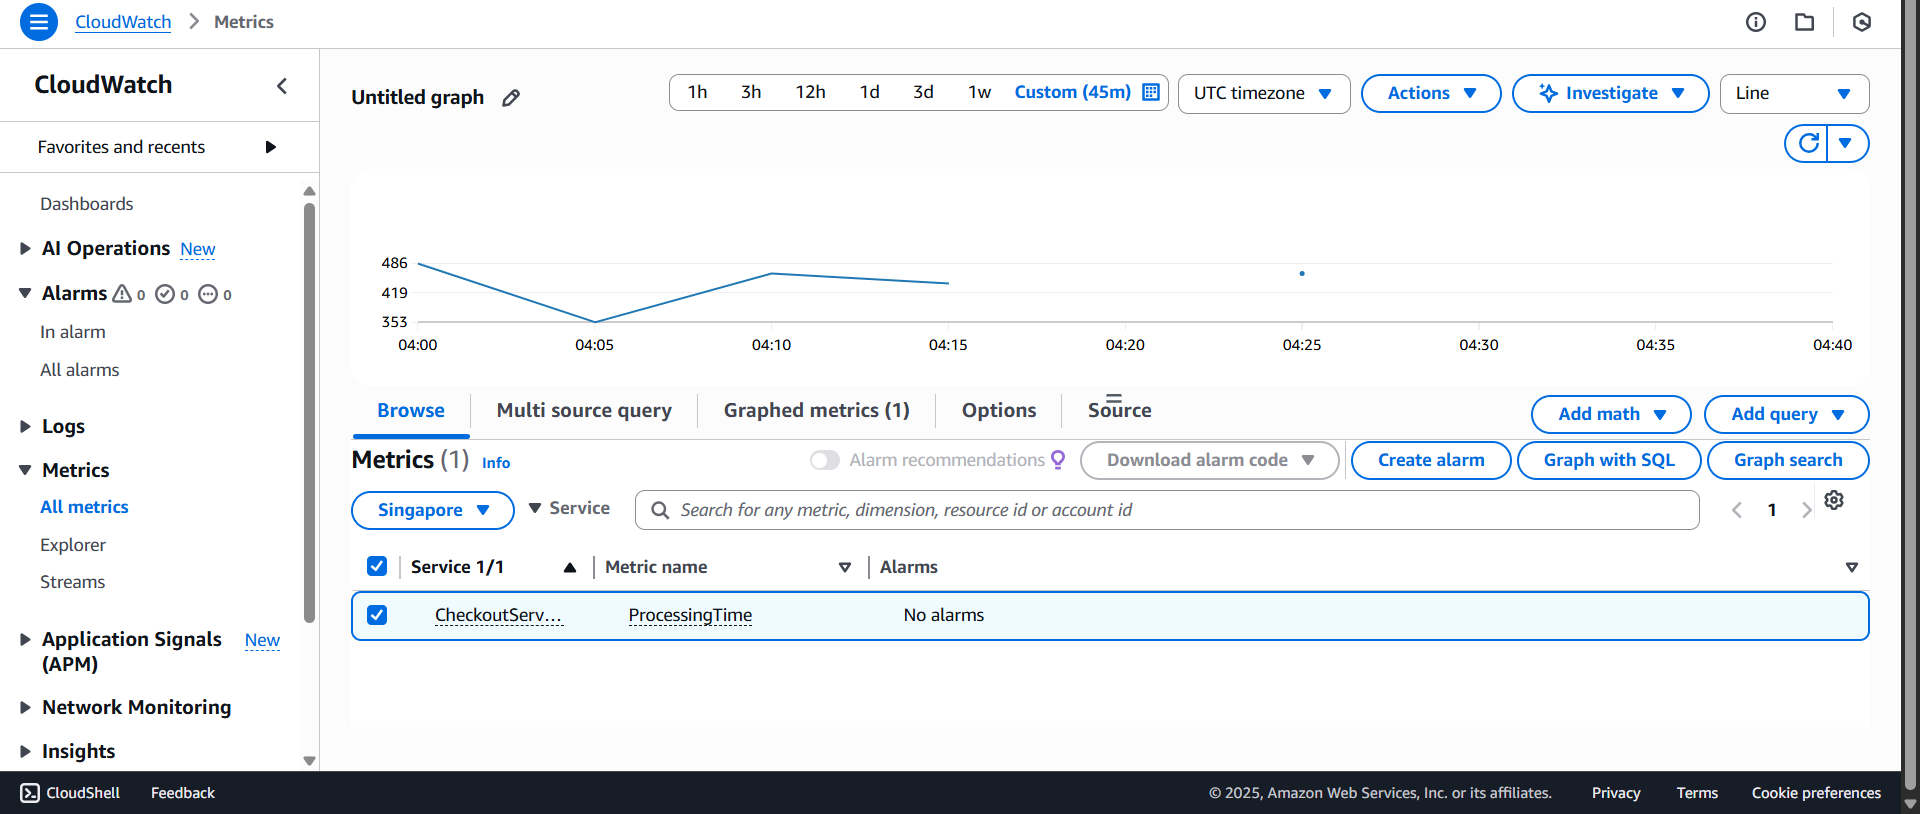 CloudWatch > Metrics
CloudWatch
Favorites and recents
Dashboards
AI Operations New
Alarms 0 0 0
In alarm
All alarms
Logs
Metrics
All metrics
Explorer
Streams
Application Signals New
(APM)
Network Monitoring
Insights
Untitled graph
1h 3h 12h 1d 3d 1w Custom (45m)
UTC timezone
Actions
Investigate
Line
486
419
353
04:00 04:05 04:10 04:15 04:20 04:25 04:30 04:35 04:40
Browse Multi source query Graphed metrics (1) Options Source
Add math Add query
Metrics (1) Info
Alarm recommendations
Download alarm code
Create alarm
Graph with SQL
Graph search
Singapore
Service
Search for any metric, dimension, resource id or account id
1
Service 1/1 Metric name Alarms
CheckoutServ... ProcessingTime No alarms
CloudShell Feedback
© 2025, Amazon Web Services, Inc. or its affiliates. Privacy Terms Cookie preferences